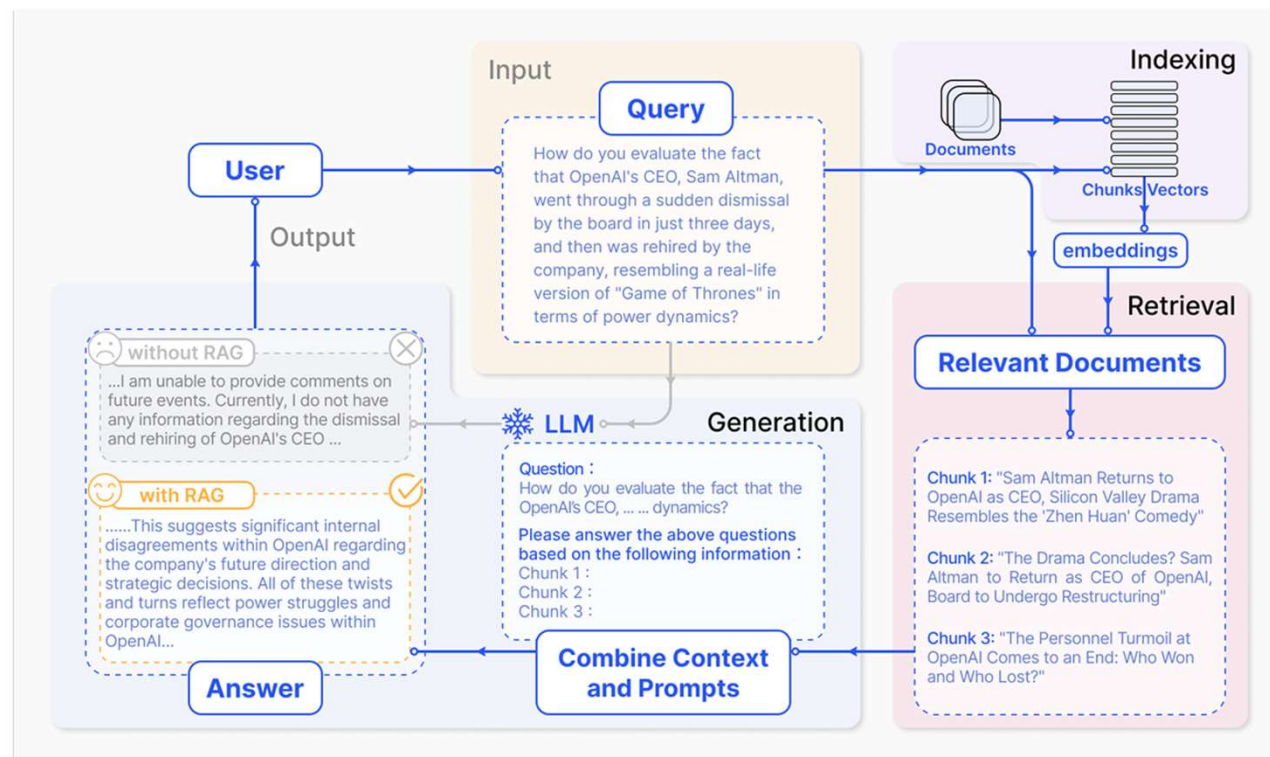 Input
Query
How do you evaluate the fact
that OpenAI's CEO, Sam Altman,
went through a sudden dismissal
by the board in just three days,
and then was rehired by the
company, resembling a real-life
version of "Game of Thrones" in
terms of power dynamics?
Indexing
Documents
Chunks Vectors
embeddings
User
Output
Retrieval
Relevant Documents
Chunk 1: "Sam Altman Returns to
OpenAI as CEO, Silicon Valley Drama
Resembles the 'Zhen Huan' Comedy"
Chunk 2: "The Drama Concludes? Sam
Altman to Return as CEO of OpenAI,
Board to Undergo Restructuring"
Chunk 3: "The Personnel Turmoil at
OpenAI Comes to an End: Who Won
and Who Lost?"
Generation
LLM
Question :
How do you evaluate the fact that the
OpenAI's CEO, ... ... dynamics?
Please answer the above questions
based on the following information :
Chunk 1 :
Chunk 2 :
Chunk 3 :
Combine Context
and Prompts
without RAG
...I am unable to provide comments on
future events. Currently, I do not have
any information regarding the dismissal
and rehiring of OpenAI's CEO ...
with RAG
......This suggests significant internal
disagreements within OpenAI regarding
the company's future direction and
strategic decisions. All of these twists
and turns reflect power struggles and
corporate governance issues within
OpenAI...
Answer